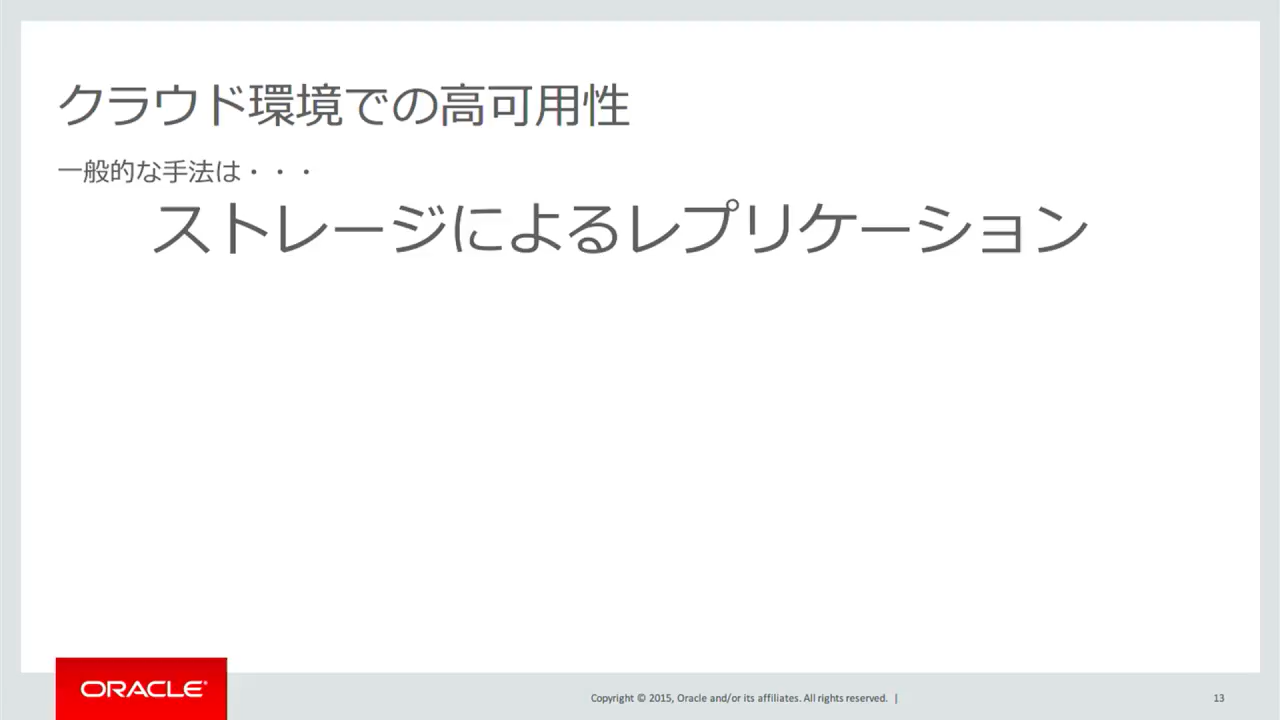 クラウド環境での高可用性
一般的な手法は・・・
ストレージによるレプリケーション
ORACLE®
Copyright © 2015, Oracle and/or its affiliates. All rights reserved. |
13